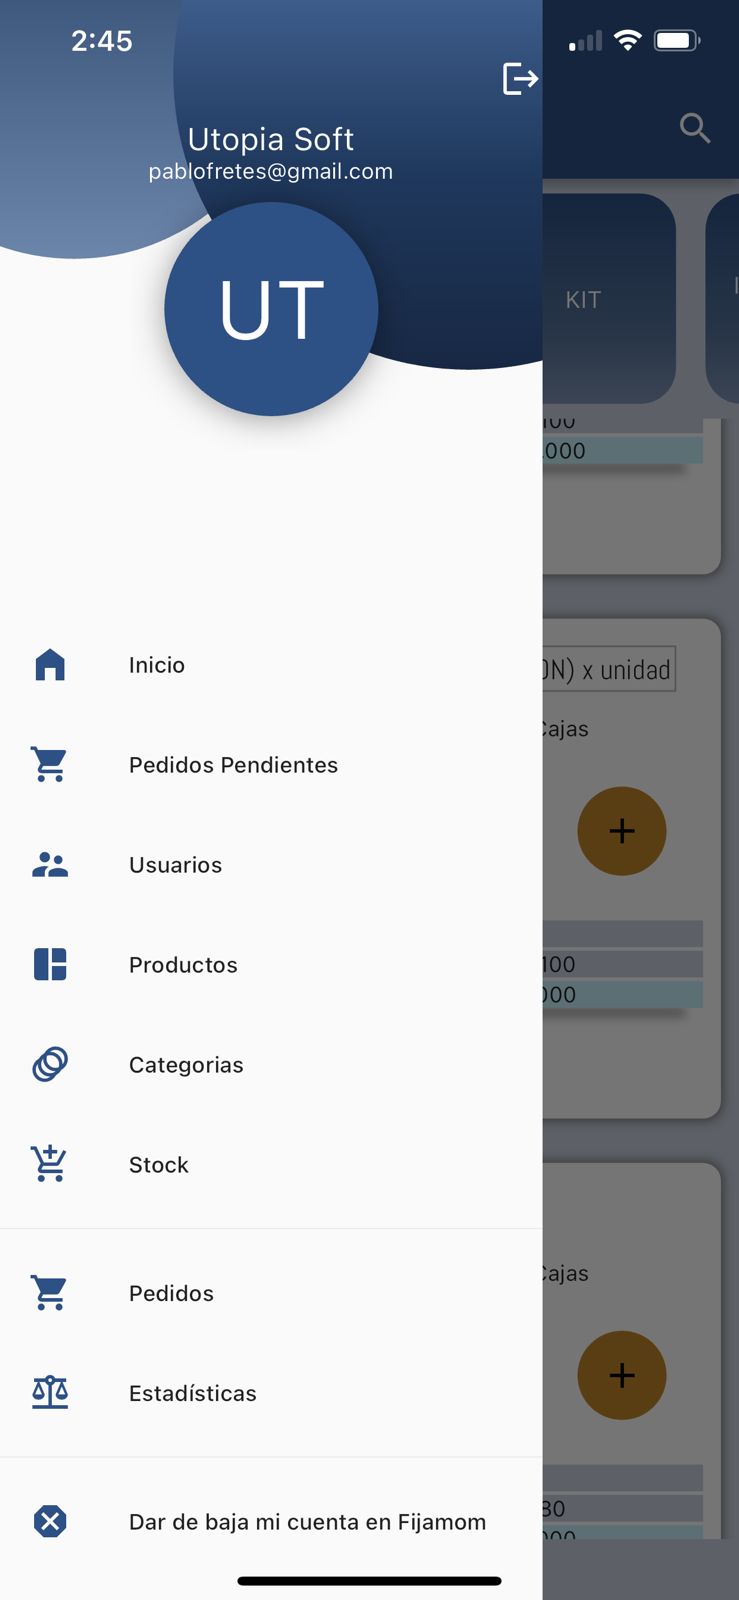 2:45
Utopia Soft
pablofretes@gmail.com
UT
KIT
100
.000
Inicio
x unidad
Pedidos Pendientes
Cajas
Usuarios
Productos
100
000
Categorias
Stock
Pedidos
Cajas
Estadísticas
Dar de baja mi cuenta en Fijamom